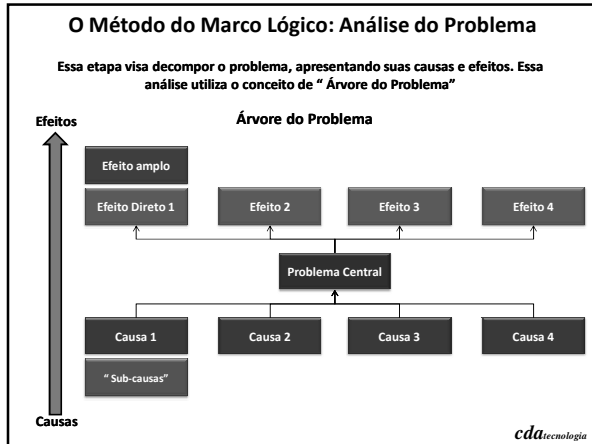 O Método do Marco Lógico: Análise do Problema
Essa etapa visa decompor o problema, apresentando suas causas e efeitos. Essa
análise utiliza o conceito de “ Árvore do Problema”
Efeitos
Árvore do Problema
Efeito amplo
Efeito Direto 1
Efeito 2
Efeito 3
Efeito 4
Problema Central
Causa 1
Causa 2
Causa 3
Causa 4
“ Sub-causas”
Causas
cdatecnologia